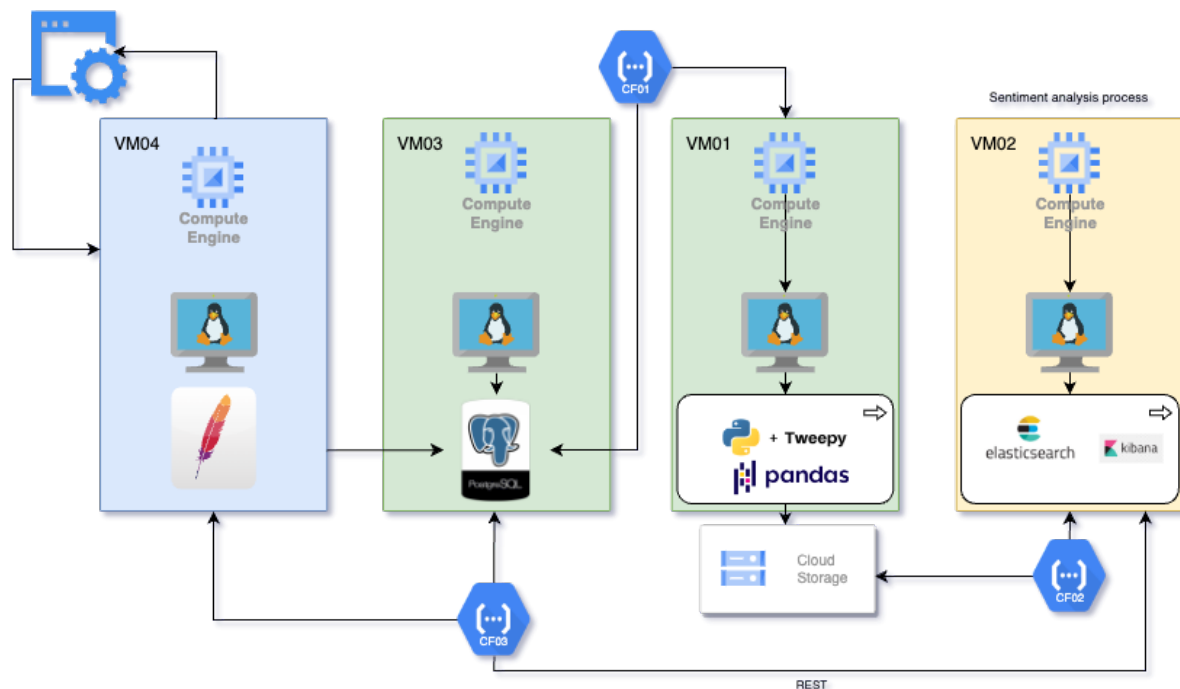 CF01
Sentiment analysis process
VM04
Compute
Engine
VM03
Compute
Engine
VM01
Compute
Engine
VM02
Compute
Engine
PostgreSQL
+ Tweepy
pandas
elasticsearch
kibana
Cloud
Storage
CF02
CF03
REST